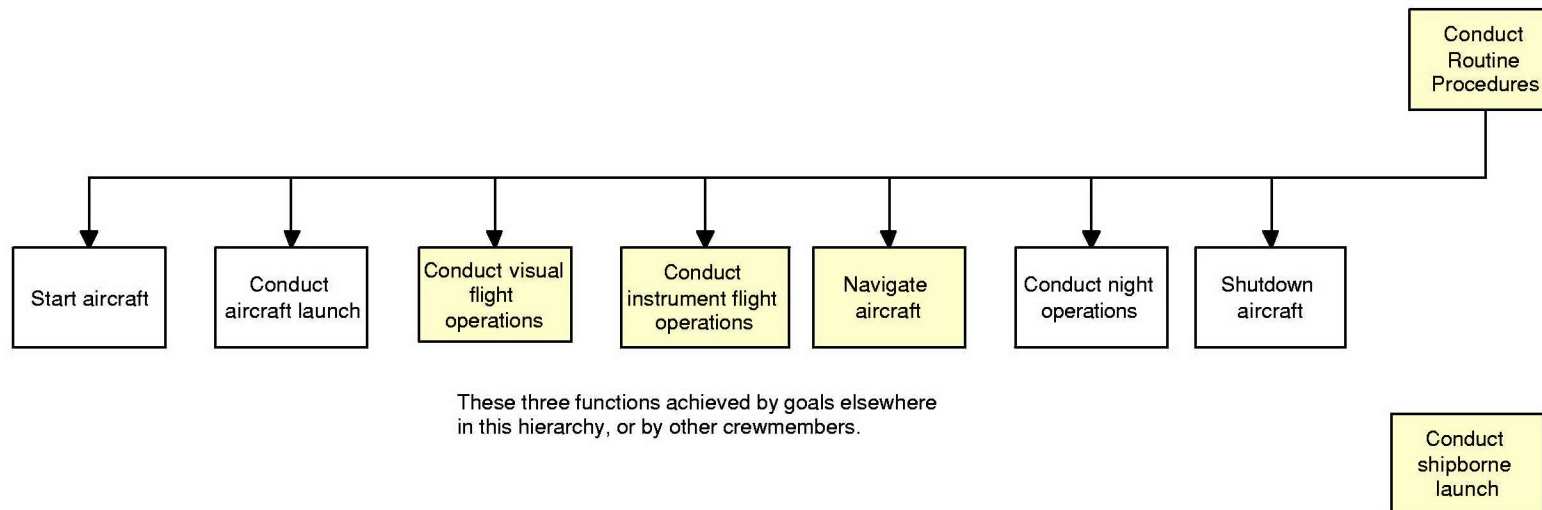 Conduct
Routine
Procedures
Start aircraft
Conduct
aircraft launch
Conduct visual
flight
operations
Conduct
instrument flight
operations
Navigate
aircraft
Conduct night
operations
Shutdown
aircraft
These three functions achieved by goals elsewhere
in this hierarchy, or by other crewmembers.
Conduct
shipborne
launch